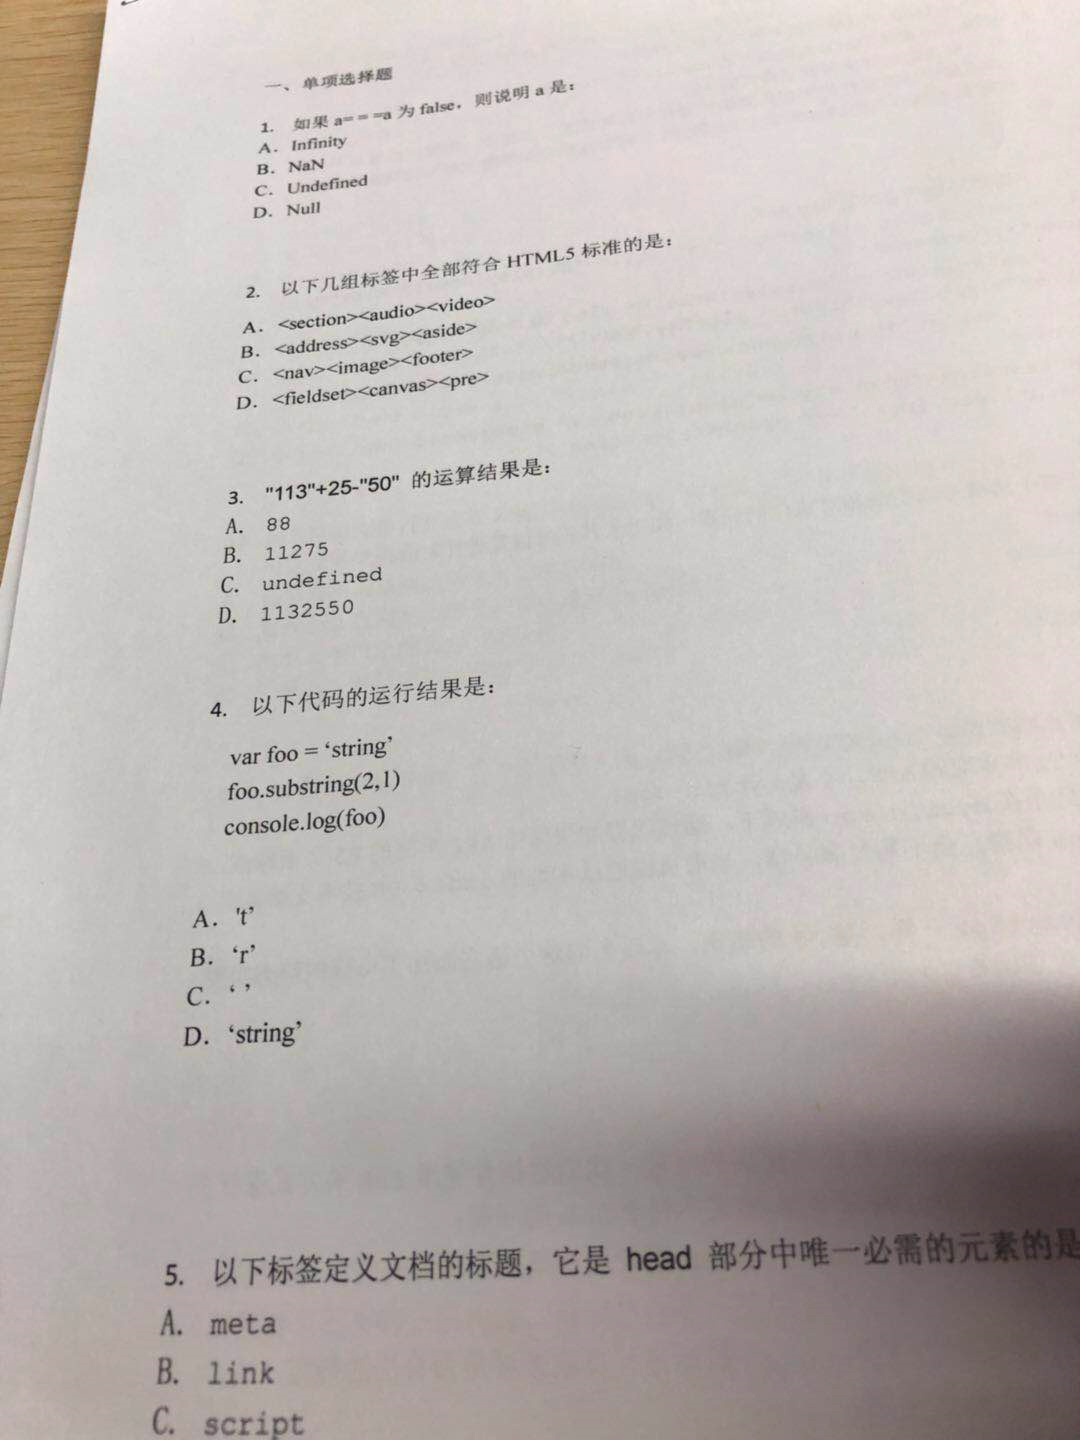 一、单项选择题
1. 如果 a= = =a 为 false，则说明 a 是：
A. Infinity
B. NaN
C. Undefined
D. Null
2. 以下几组标签中全部符合 HTML5 标准的是：
A. <section><audio><video>
B. <address><svg><aside>
C. <nav><image><footer>
D. <fieldset><canvas><pre>
3. "113"+25-"50" 的运算结果是：
A. 88
B. 11275
C. undefined
D. 1132550
4. 以下代码的运行结果是：
var foo = ‘string’
foo.substring(2,1)
console.log(foo)
A. 't’
B. ‘r’
C. ‘ ’
D. ‘string’
5. 以下标签定义文档的标题，它是 head 部分中唯一必需的元素的是
A. meta
B. link
C. script